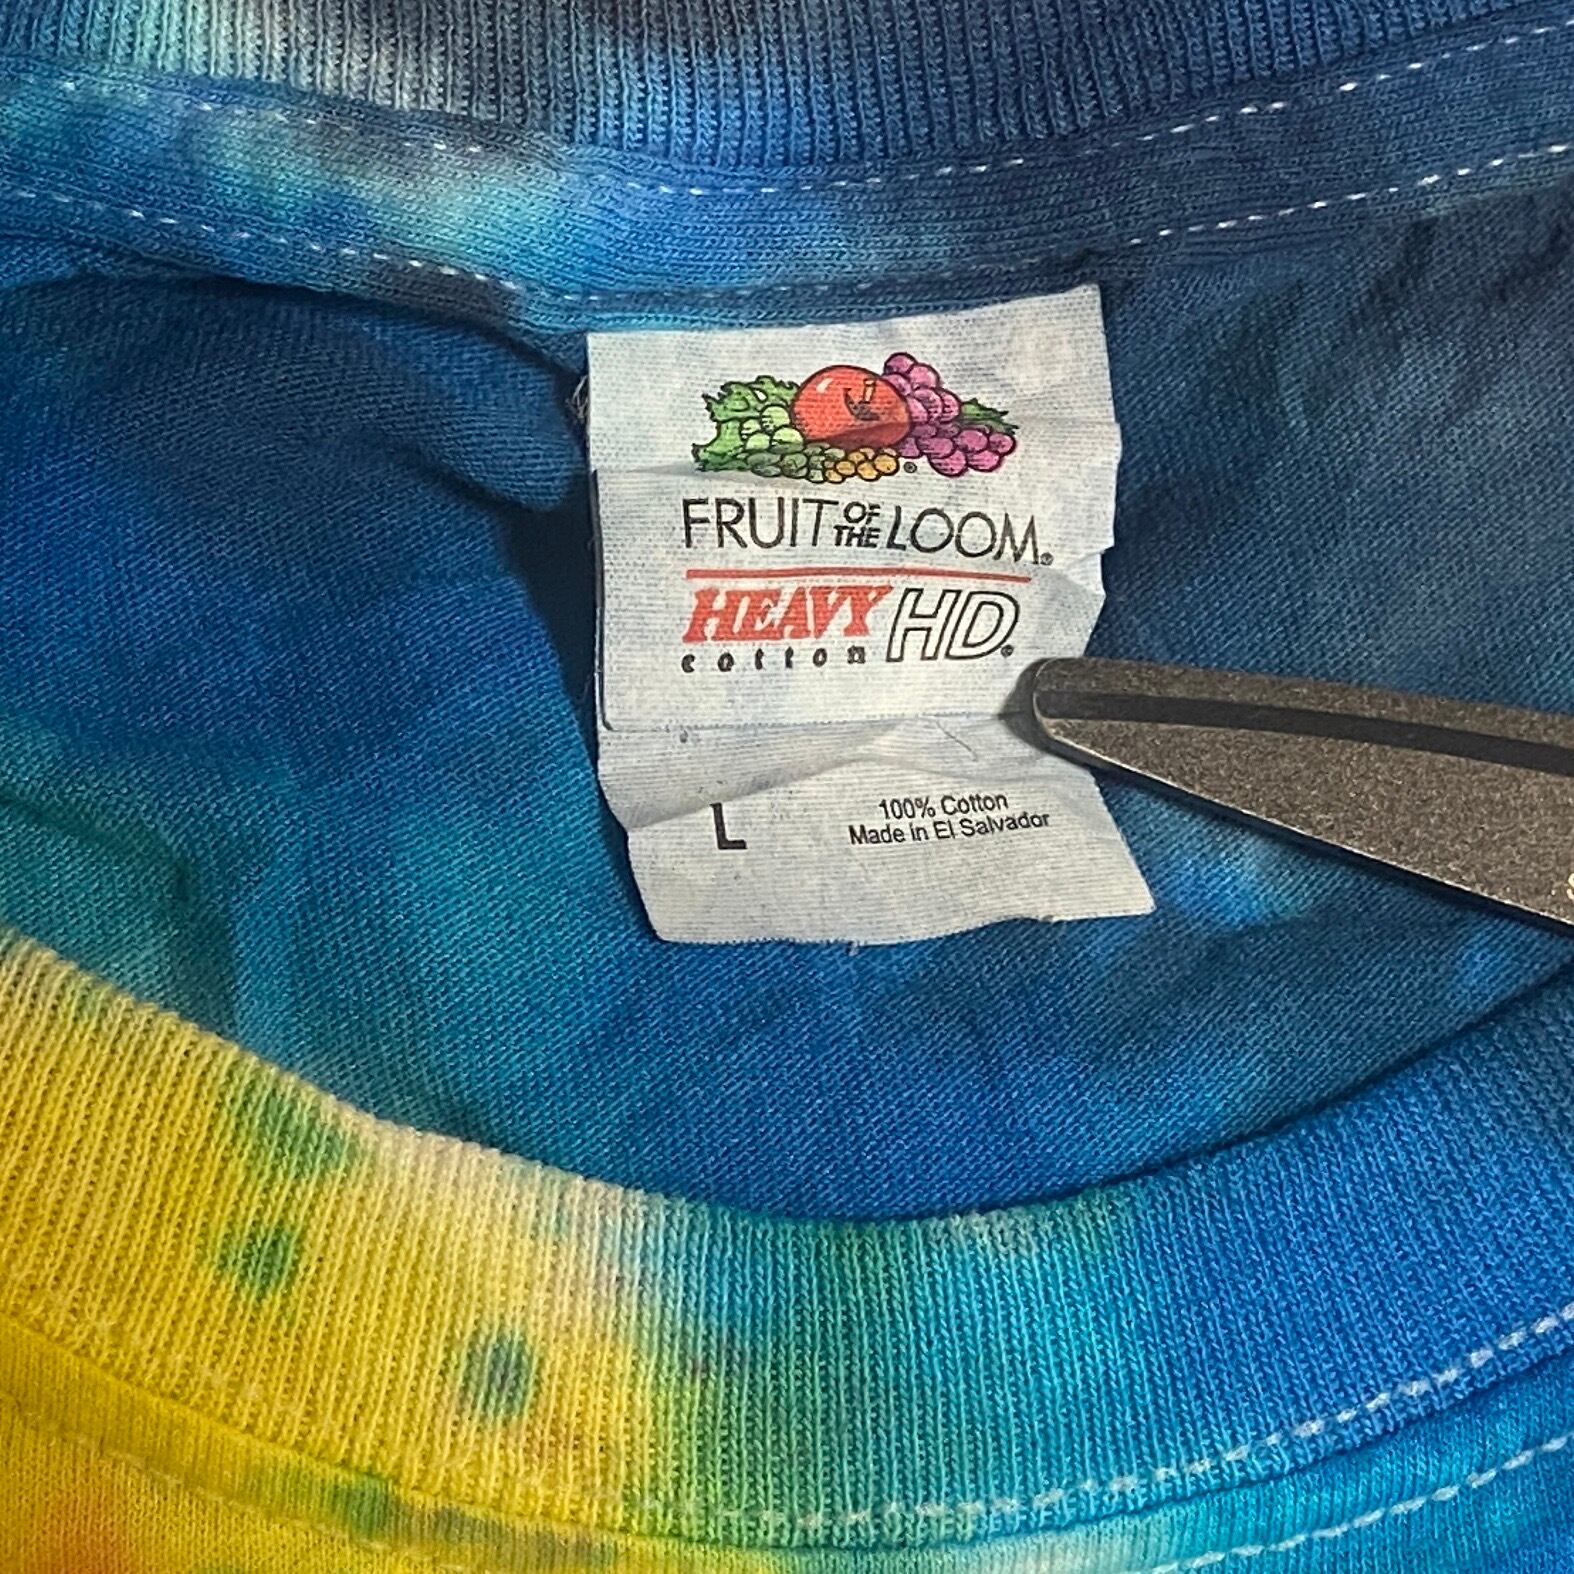 FRUIT OF THE LOOM®
HEAVY cotton HD®
L
100% Cotton
Made in El Salvador